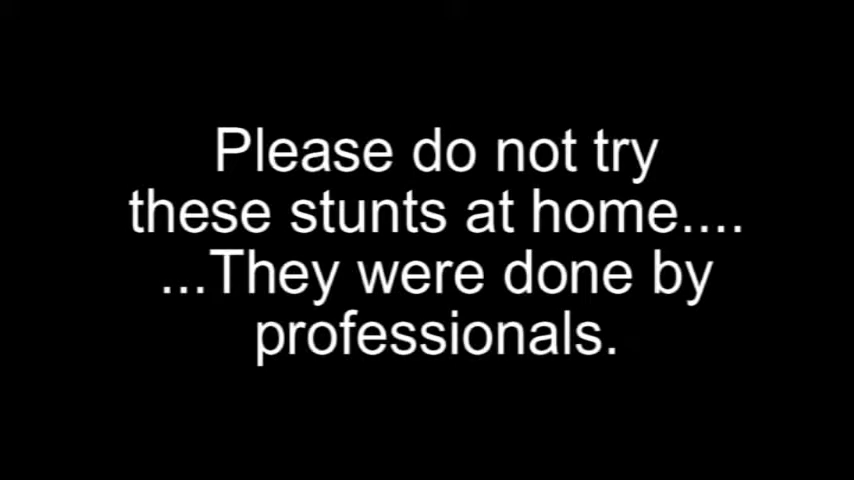 Please do not try
these stunts at home....
...They were done by
professionals.